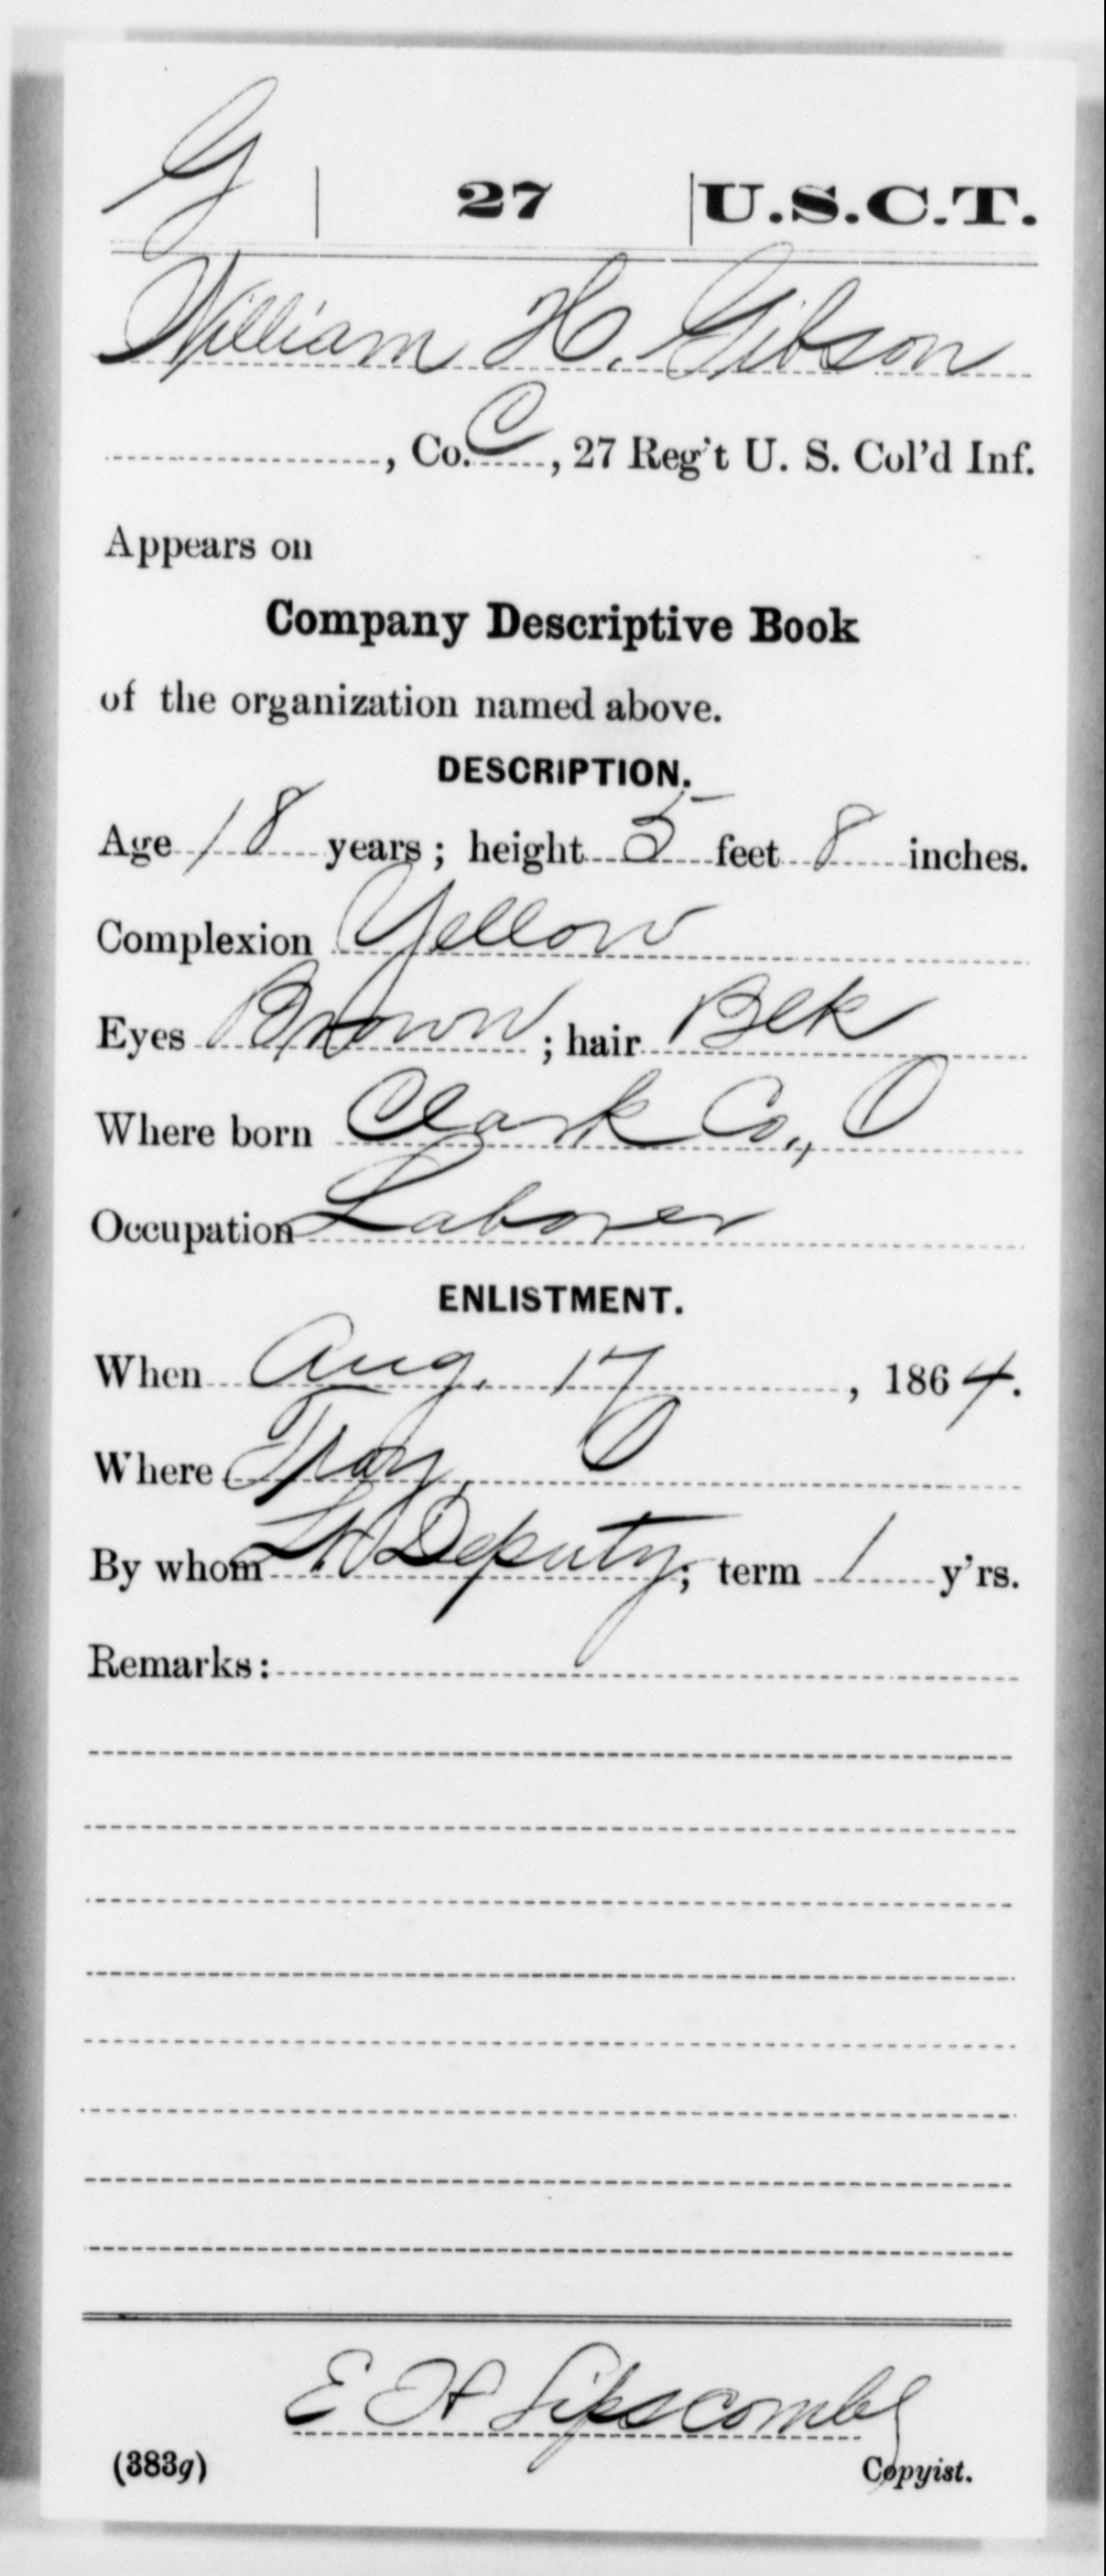 G | 27 | U.S.C.T.
William H. Gibson
, Co. C, 27 Reg't U. S. Col'd Inf.
Appears on
Company Descriptive Book
of the organization named above.
DESCRIPTION.
Age 18 years; height 5 feet 8 inches.
Complexion Yellow
Eyes Brown; hair Blk
Where born Clark Co., O
Occupation Laborer
ENLISTMENT.
When Aug. 17, 1864.
Where Troy, O
By whom Deputy; term 1 y'rs.
Remarks:
E H Lipscomb
(383g) Copyist.